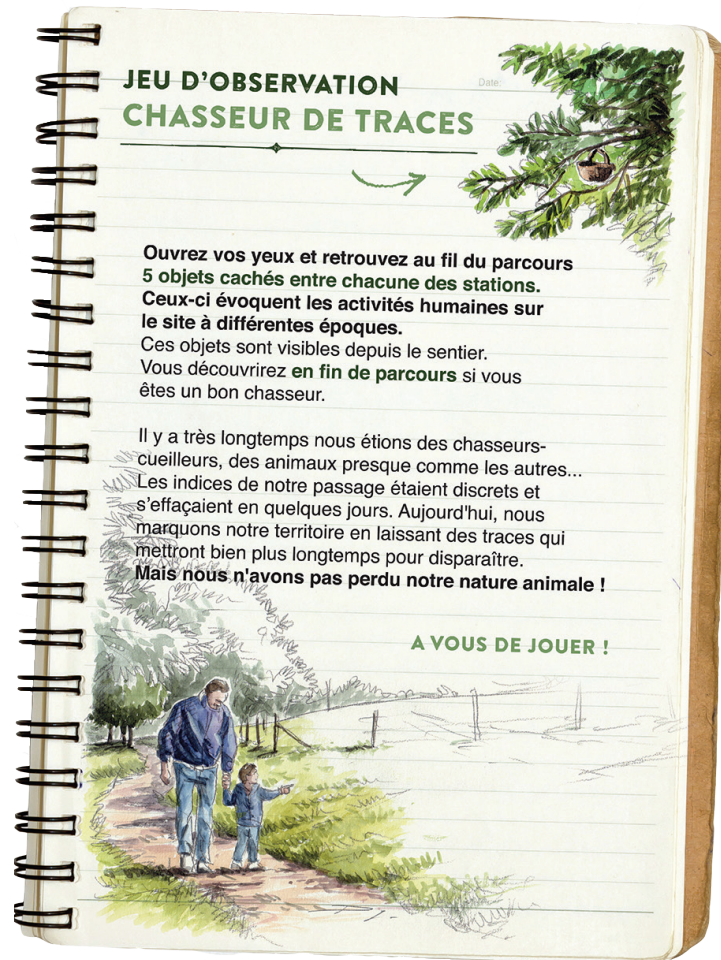 JEU D'OBSERVATION
Date:
CHASSEUR DE TRACES
Ouvrez vos yeux et retrouvez au fil du parcours
5 objets cachés entre chacune des stations.
Ceux-ci évoquent les activités humaines sur
le site à différentes époques.
Ces objets sont visibles depuis le sentier.
Vous découvrirez en fin de parcours si vous
êtes un bon chasseur.
Il y a très longtemps nous étions des chasseurs-
cueilleurs, des animaux presque comme les autres...
Les indices de notre passage étaient discrets et
s'effaçaient en quelques jours. Aujourd'hui, nous
marquons notre territoire en laissant des traces qui
mettront bien plus longtemps pour disparaître.
Mais nous n'avons pas perdu notre nature animale !
A VOUS DE JOUER !